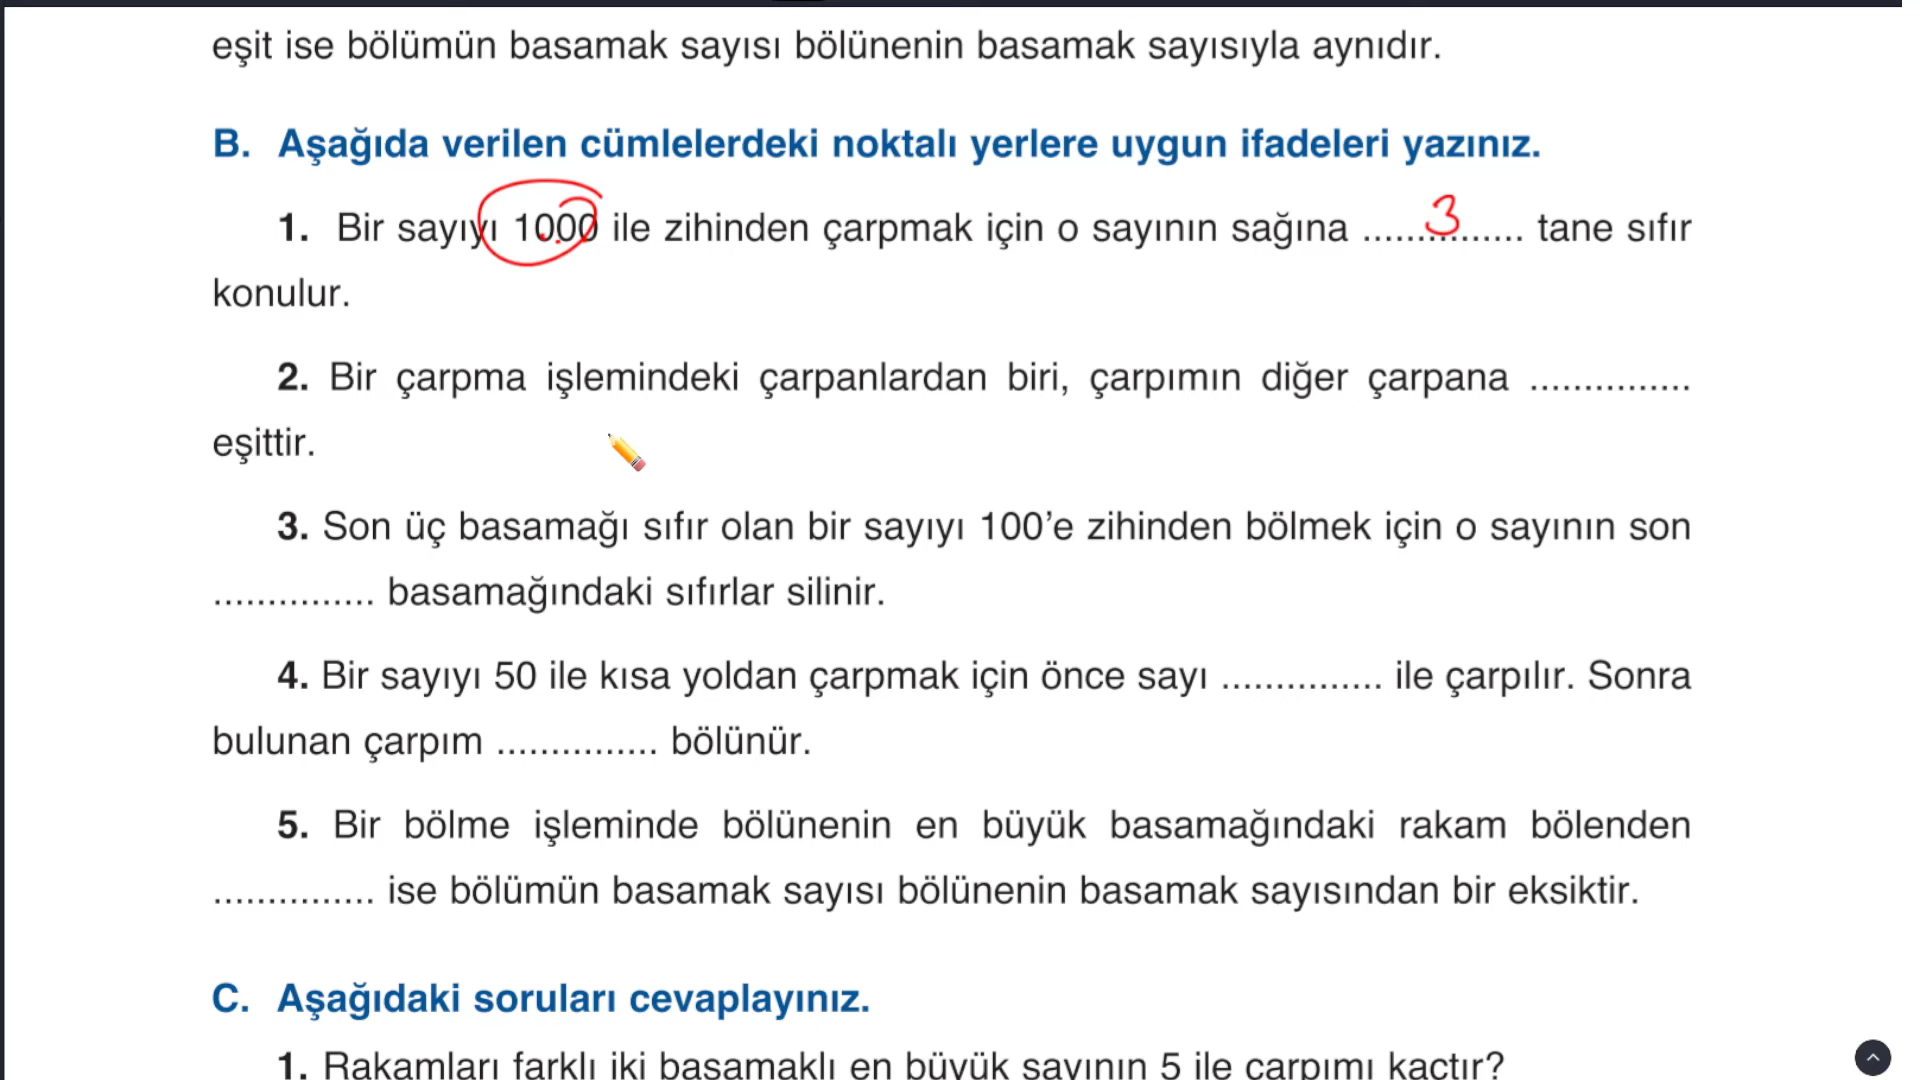 eşit ise bölümün basamak sayısı bölünenin basamak sayısıyla aynıdır.
B. Aşağıda verilen cümlelerdeki noktalı yerlere uygun ifadeleri yazınız.
1. Bir sayıyı 1000 ile zihinden çarpmak için o sayının sağına ......3........ tane sıfır
konulur.
2. Bir çarpma işlemindeki çarpanlardan biri, çarpımın diğer çarpana ...............
eşittir.
3. Son üç basamağı sıfır olan bir sayıyı 100’e zihinden bölmek için o sayının son
............... basamağındaki sıfırlar silinir.
4. Bir sayıyı 50 ile kısa yoldan çarpmak için önce sayı ............... ile çarpılır. Sonra
bulunan çarpım ............... bölünür.
5. Bir bölme işleminde bölünenin en büyük basamağındaki rakam bölenden
............... ise bölümün basamak sayısı bölünenin basamak sayısından bir eksiktir.
C. Aşağıdaki soruları cevaplayınız.
1. Rakamları farklı iki basamaklı en büyük sayının 5 ile çarpımı kaçtır?